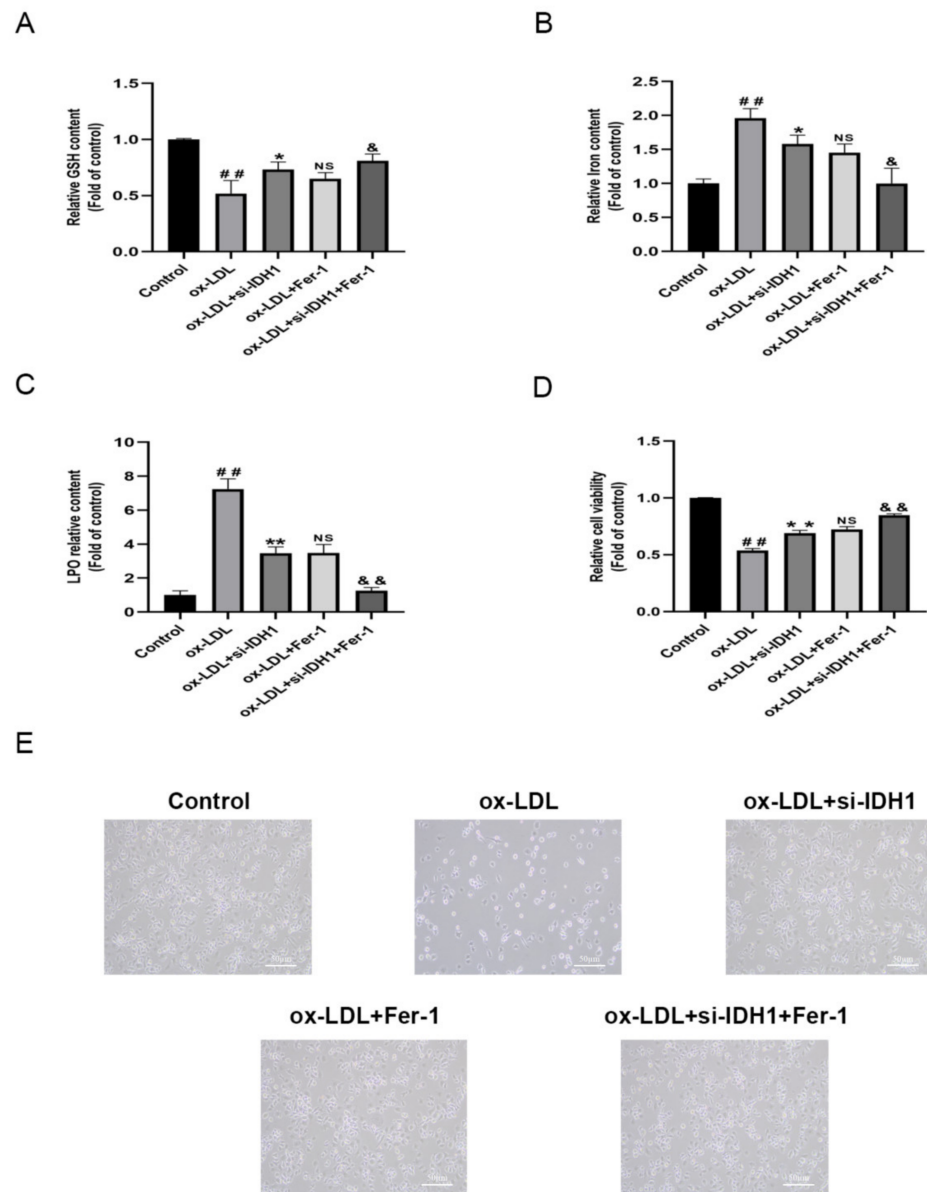 A
Relative GSH content
(Fold of control)
1.5
1.0
0.5
0.0
##
*
NS
&
Control
ox-LDL
ox-LDL+si-IDH1
ox-LDL+Fer-1
ox-LDL+si-IDH1+Fer-1
B
Relative Iron content
(Fold of control)
2.5
2.0
1.5
1.0
0.5
0.0
##
*
NS
&
Control
ox-LDL
ox-LDL+si-IDH1
ox-LDL+Fer-1
ox-LDL+si-IDH1+Fer-1
C
LPO relative content
(Fold of control)
10
8
6
4
2
0
##
**
NS
& &
Control
ox-LDL
ox-LDL+si-IDH1
ox-LDL+Fer-1
ox-LDL+si-IDH1+Fer-1
D
Relative cell viability
(Fold of control)
1.5
1.0
0.5
0.0
##
* *
NS
& &
Control
ox-LDL
ox-LDL+si-IDH1
ox-LDL+Fer-1
ox-LDL+si-IDH1+Fer-1
E
Control
ox-LDL
ox-LDL+si-IDH1
50μm
50μm
50μm
ox-LDL+Fer-1
ox-LDL+si-IDH1+Fer-1
50μm
50μm